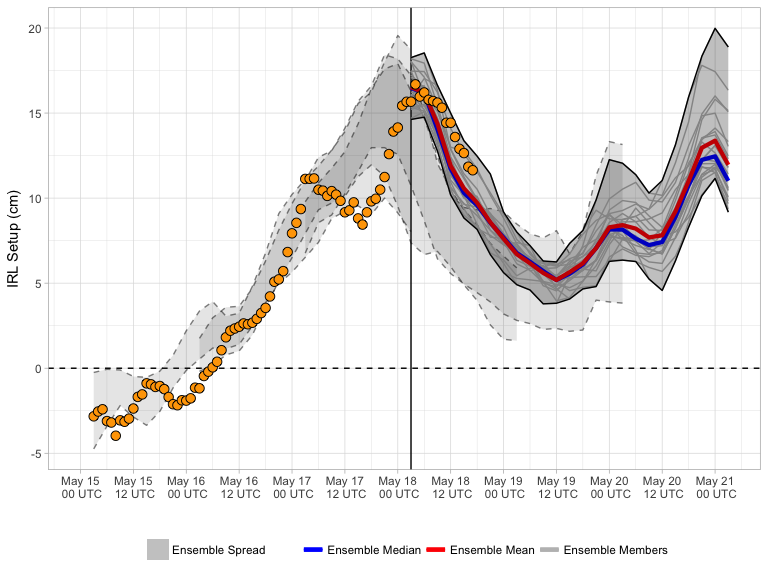 IRL Setup (cm)
20
15
10
5
0
-5
May 15 May 15 May 16 May 16 May 17 May 17 May 18 May 18 May 19 May 19 May 20 May 20 May 21
00 UTC 12 UTC 00 UTC 12 UTC 00 UTC 12 UTC 00 UTC 12 UTC 00 UTC 12 UTC 00 UTC 12 UTC 00 UTC
Ensemble Spread Ensemble Median Ensemble Mean Ensemble Members